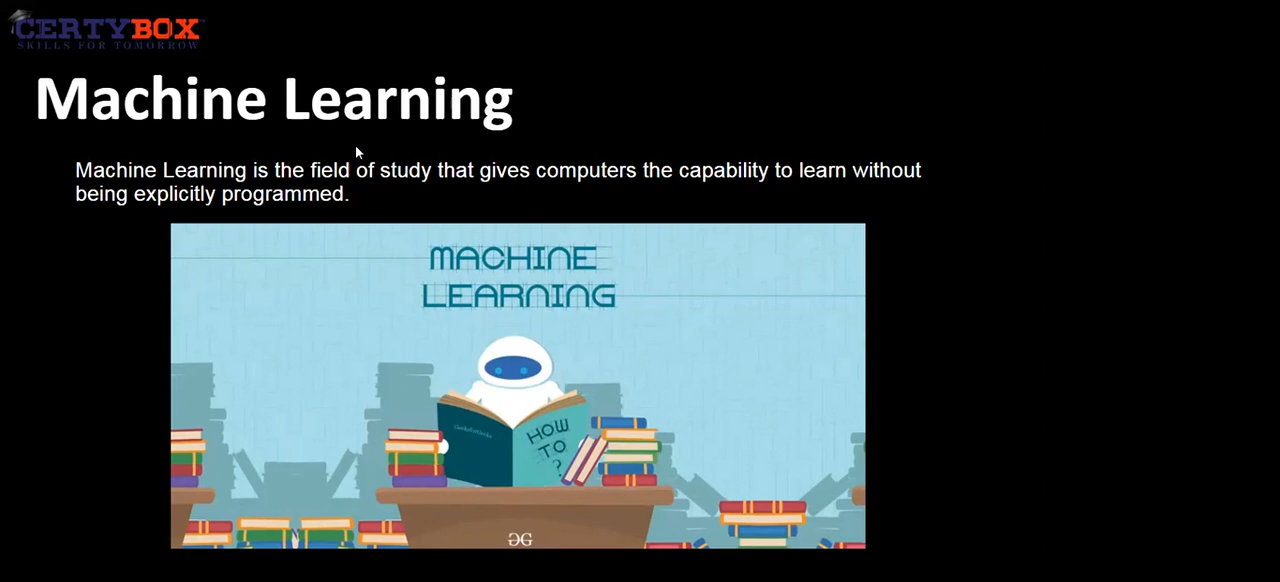 CERTYBOX
SKILLS FOR TOMORROW
Machine Learning
Machine Learning is the field of study that gives computers the capability to learn without
being explicitly programmed.
MACHINE
LEARNING
GeeksforGeeks
HOW
TO
?